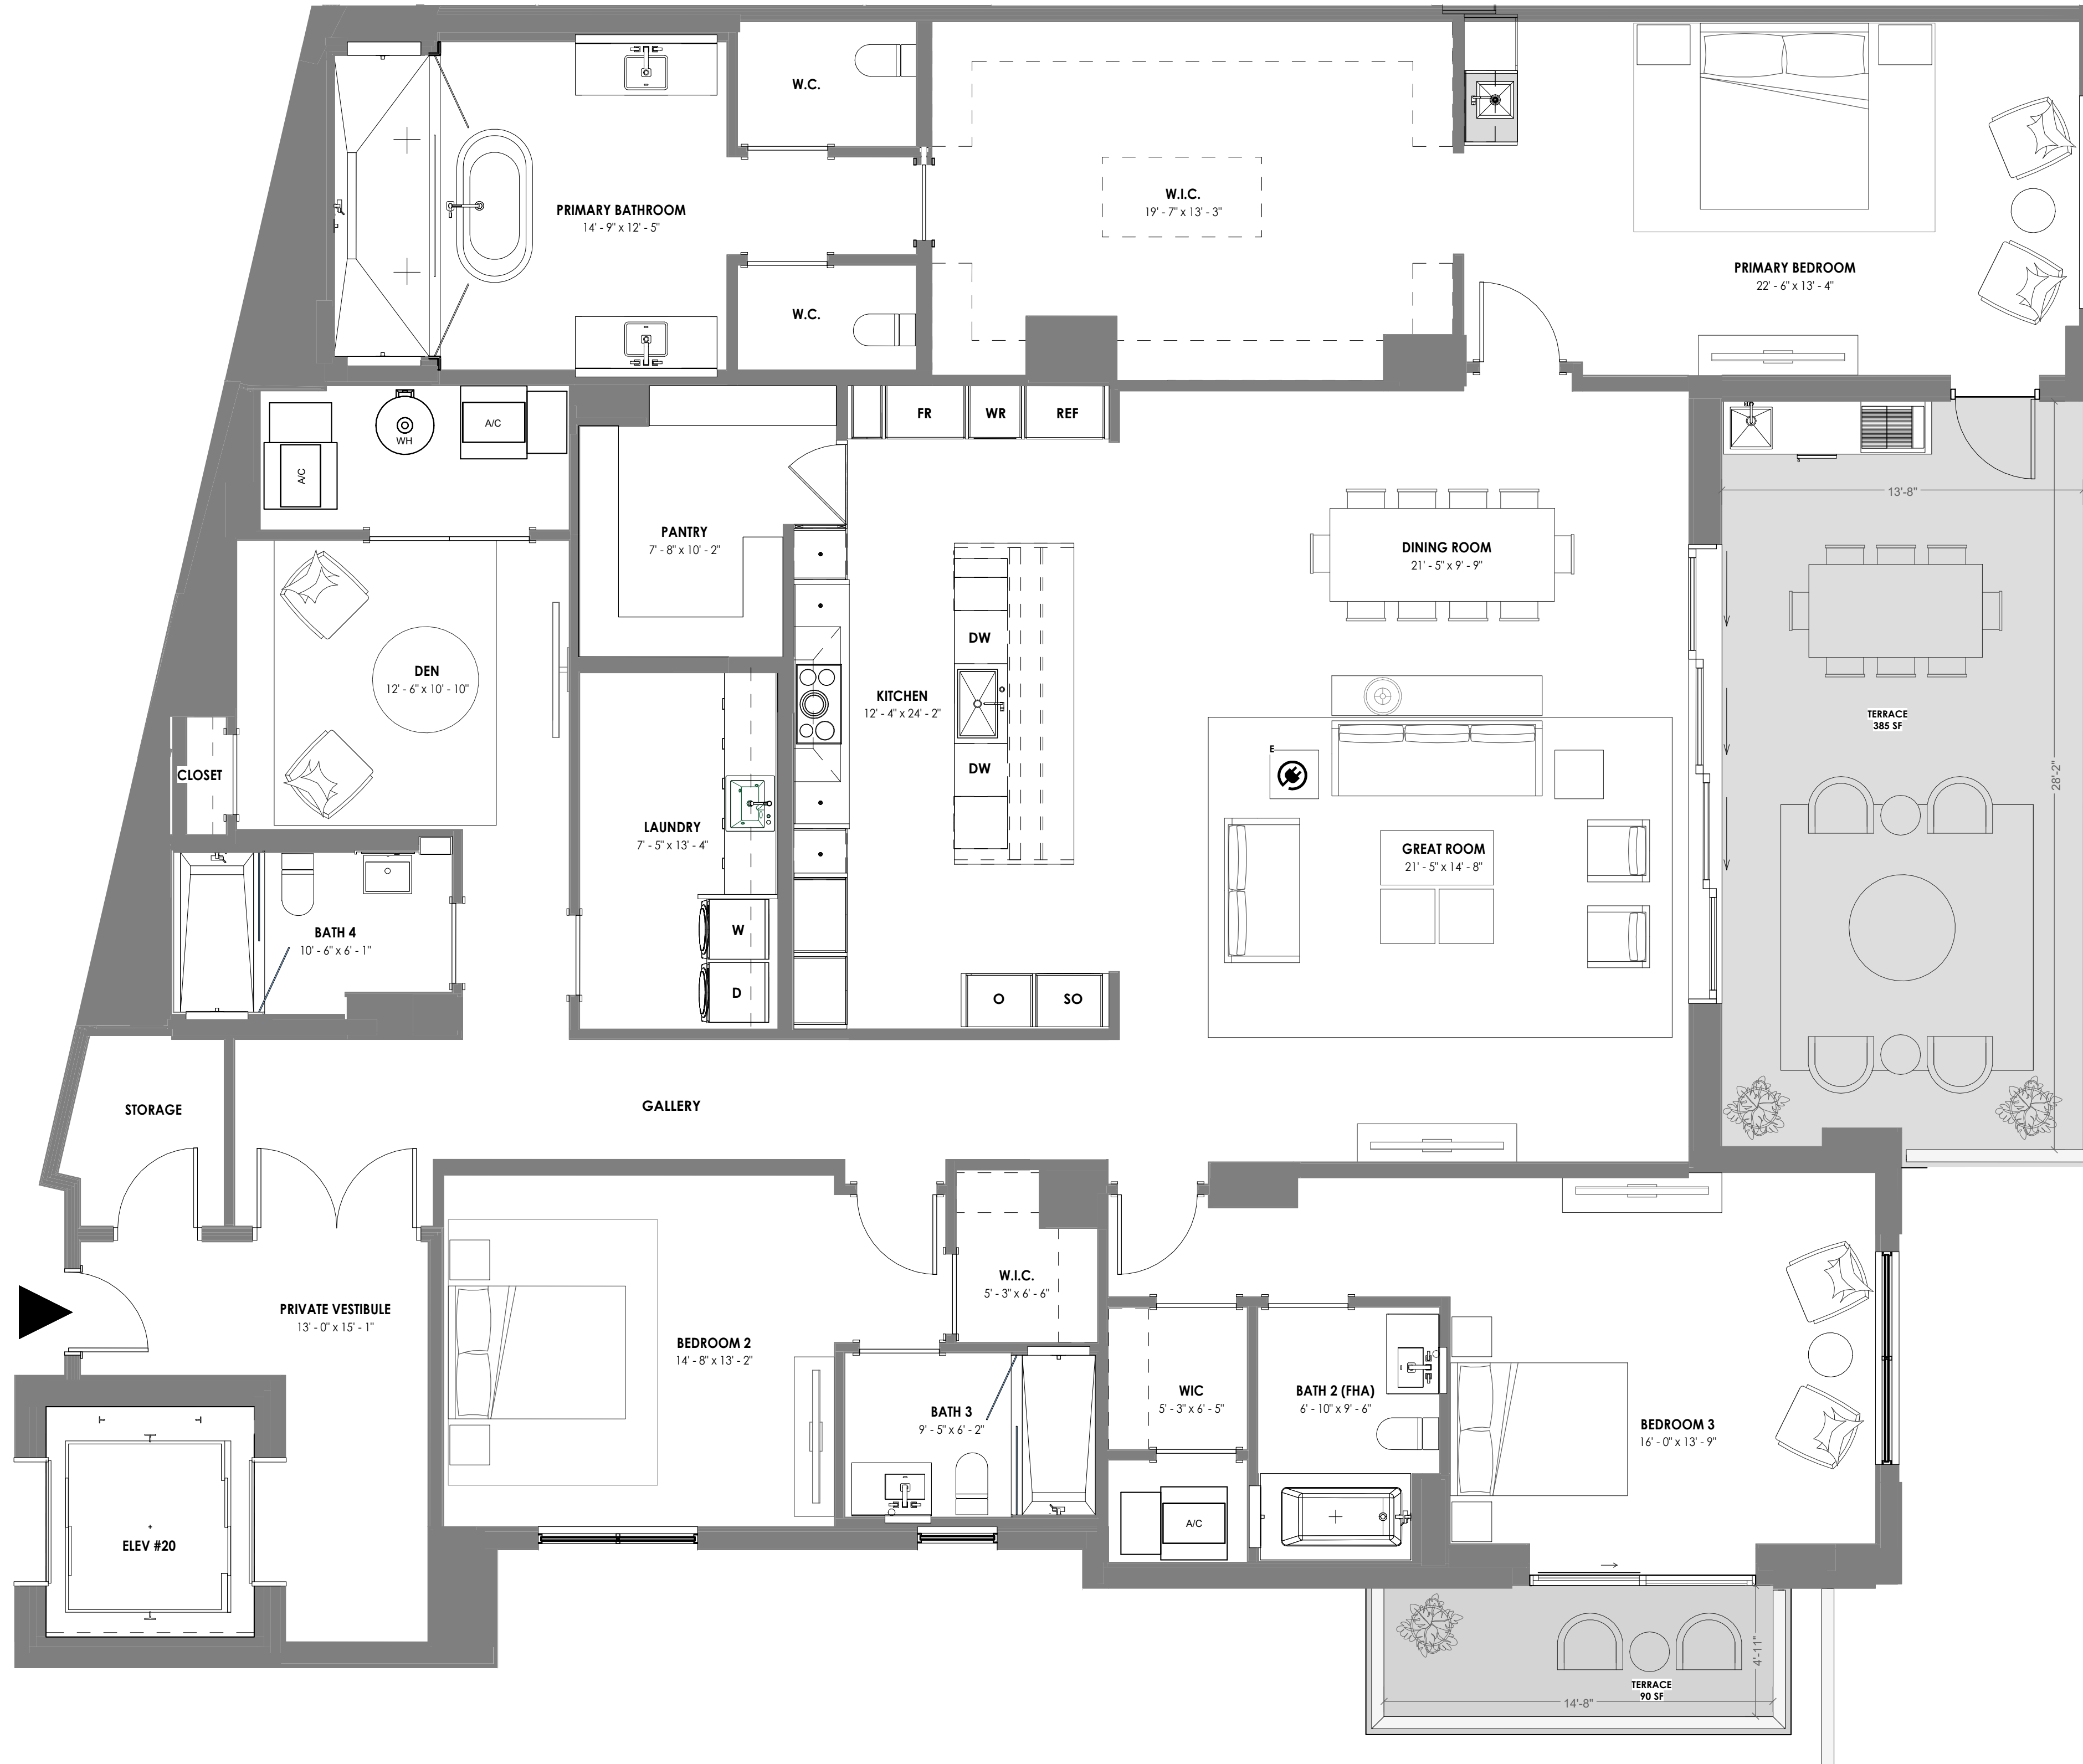 W.C.
W.I.C.
19' - 7" x 13' - 3"
PRIMARY BATHROOM
14' - 9" x 12' - 5"
PRIMARY BEDROOM
22' - 6" x 13' - 4"
W.C.
FR
WR
REF
A/C
WH
A/C
13'-8"
PANTRY
7' - 8" x 10' - 2"
DINING ROOM
21' - 5" x 9' - 9"
DW
DEN
12' - 6" x 10' - 10"
KITCHEN
12' - 4" x 24' - 2"
TERRACE
385 SF
E
DW
CLOSET
28'-2"
LAUNDRY
7' - 5" x 13' - 4"
GREAT ROOM
21' - 5" x 14' - 8"
BATH 4
10' - 6" x 6' - 1"
W
D
O
SO
STORAGE
GALLERY
W.I.C.
5' - 3" x 6' - 6"
PRIVATE VESTIBULE
13' - 0" x 15' - 1"
BEDROOM 2
14' - 8" x 13' - 2"
WIC
5' - 3" x 6' - 5"
BATH 2 (FHA)
6' - 10" x 9' - 6"
BATH 3
9' - 5" x 6' - 2"
BEDROOM 3
16' - 0" x 13' - 9"
A/C
ELEV #20
4'-11"
TERRACE
90 SF
14'-8"